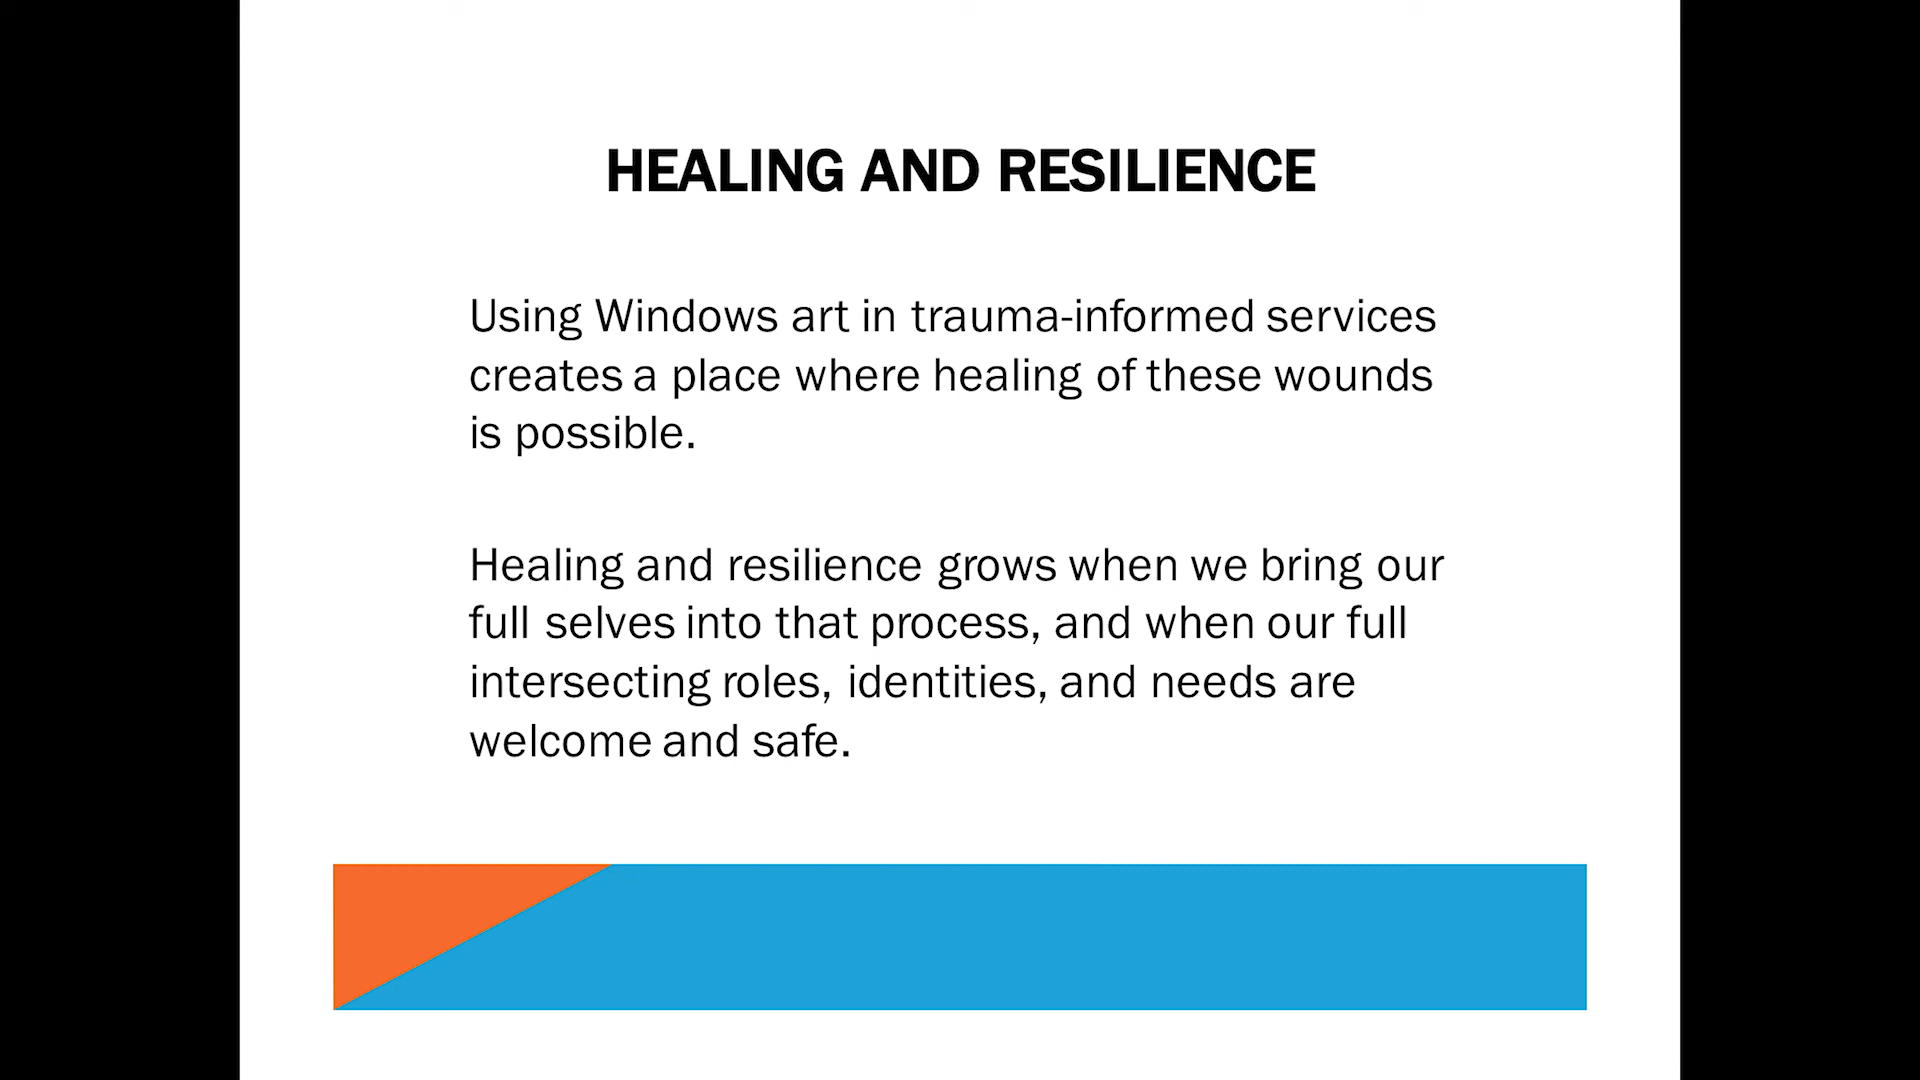 HEALING AND RESILIENCE
Using Windows art in trauma-informed services
creates a place where healing of these wounds
is possible.
Healing and resilience grows when we bring our
full selves into that process, and when our full
intersecting roles, identities, and needs are
welcome and safe.